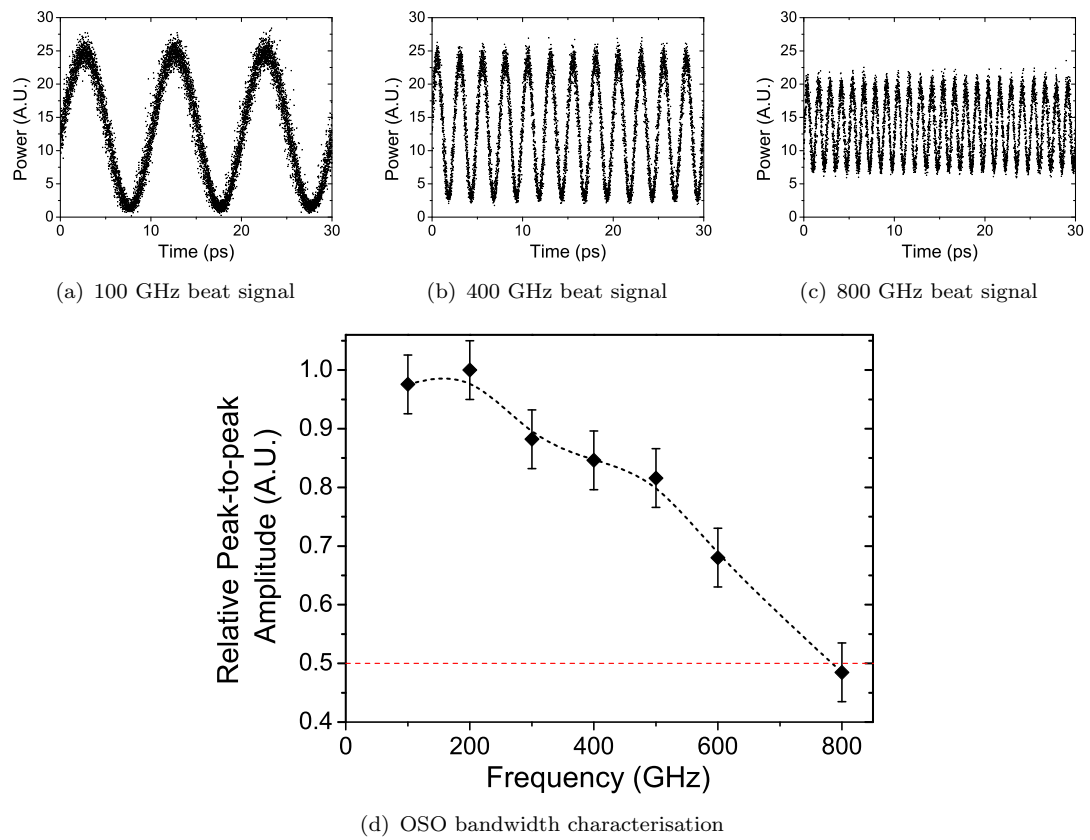 30
25
20
15
10
5
0
Power (A.U.)
0 10 20 30
Time (ps)
(a) 100 GHz beat signal
30
25
20
15
10
5
0
Power (A.U.)
0 10 20 30
Time (ps)
(b) 400 GHz beat signal
30
25
20
15
10
5
0
Power (A.U.)
0 10 20 30
Time (ps)
(c) 800 GHz beat signal
Relative Peak-to-peak
Amplitude (A.U.)
1.0
0.9
0.8
0.7
0.6
0.5
0.4
0 200 400 600 800
Frequency (GHz)
(d) OSO bandwidth characterisation